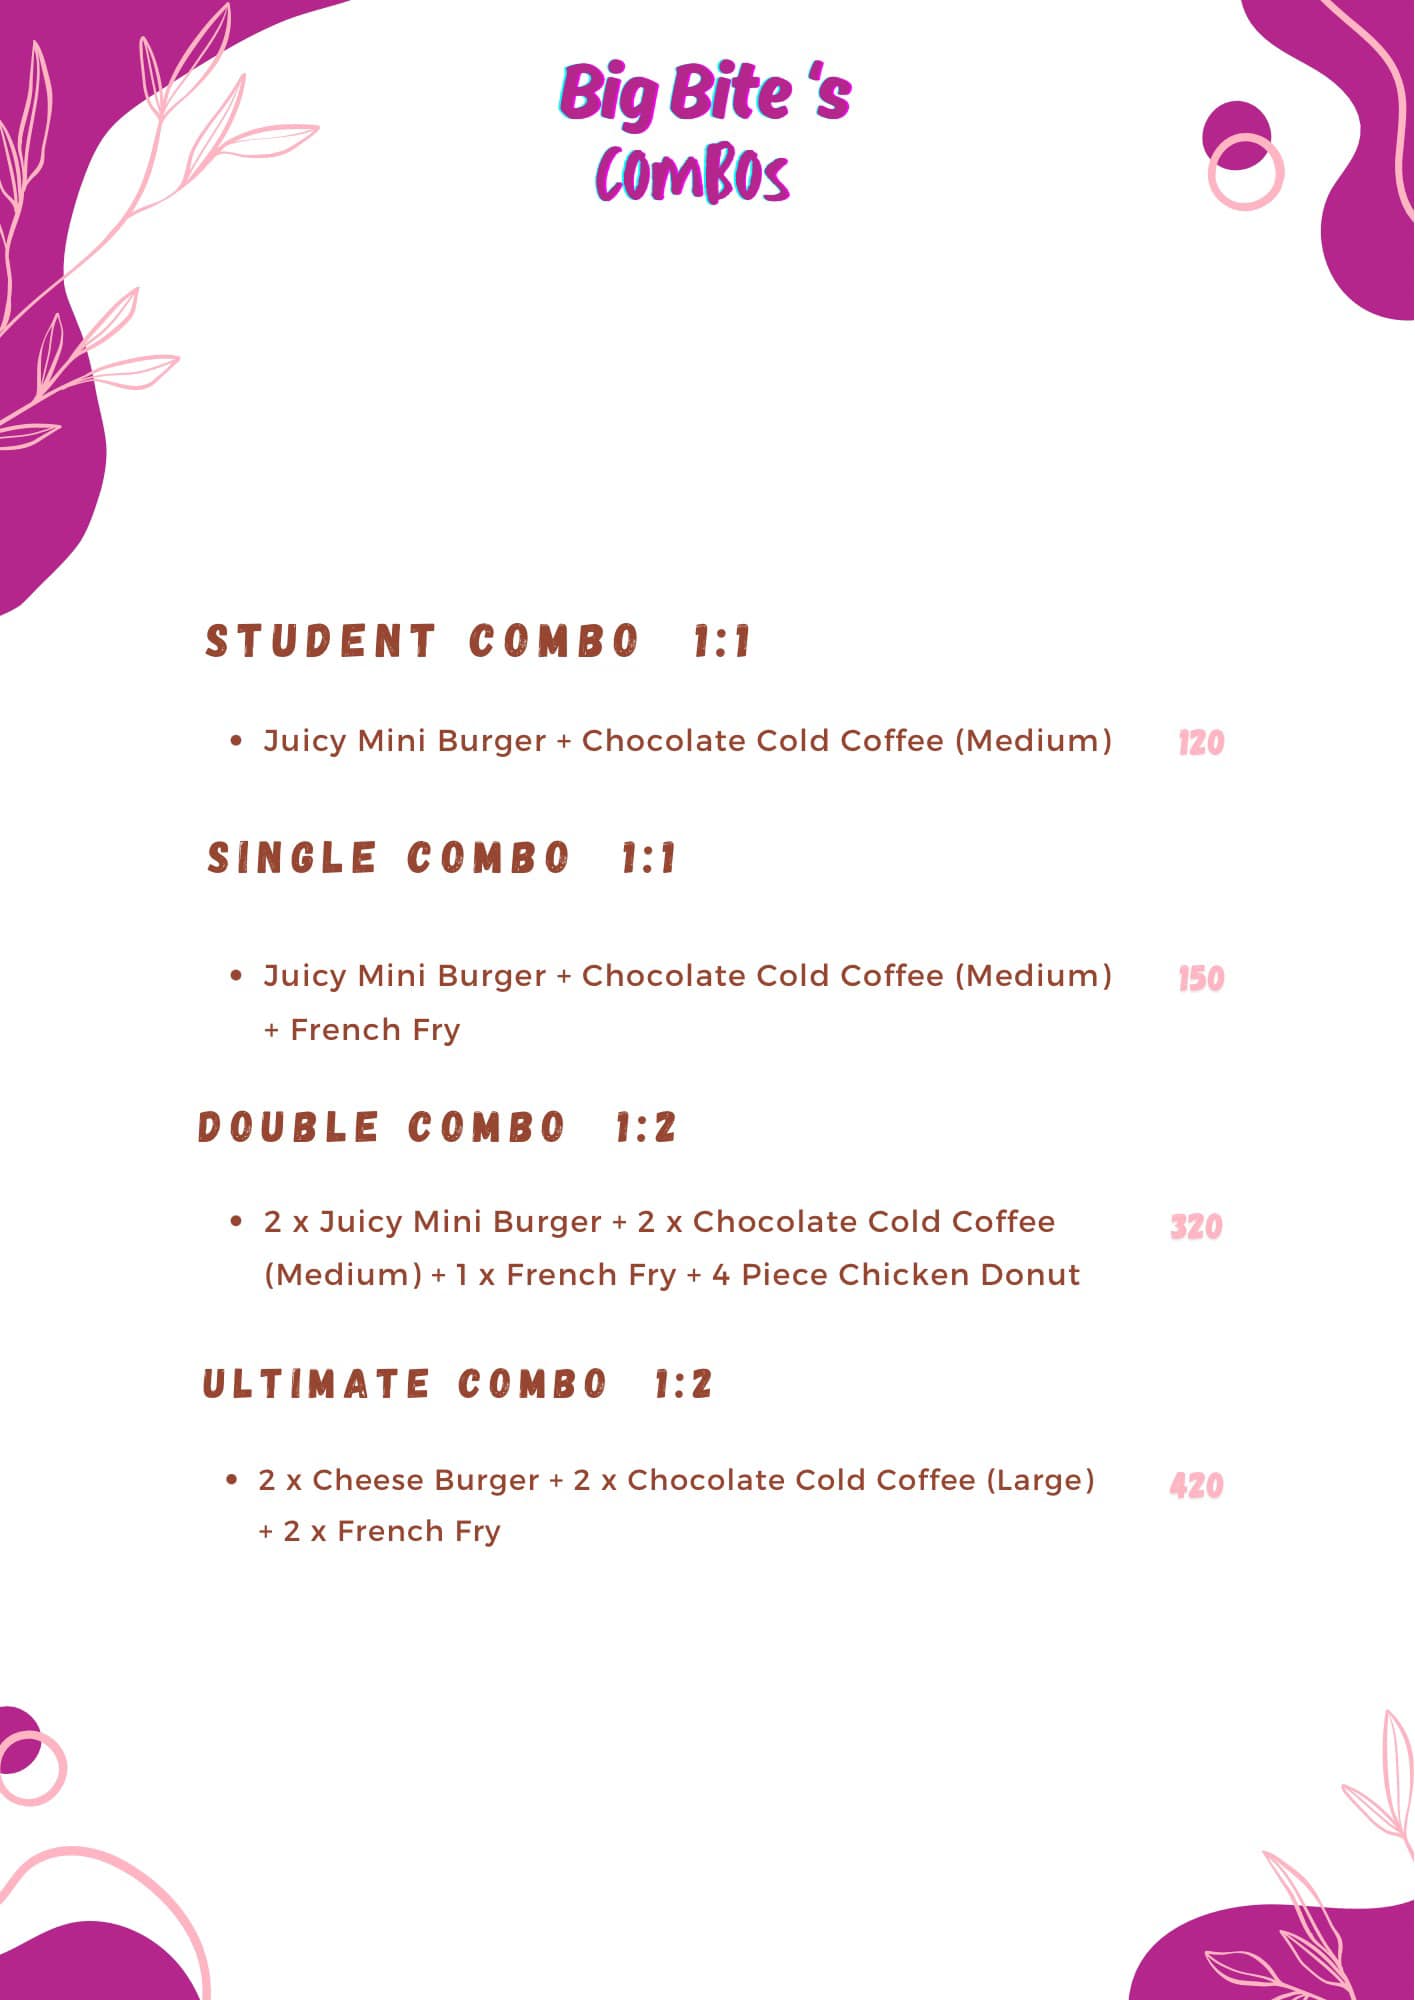 Big Bite 's
ComBOs
STUDENT COMBO 1:1
• Juicy Mini Burger + Chocolate Cold Coffee (Medium) 120
SINGLE COMBO 1:1
• Juicy Mini Burger + Chocolate Cold Coffee (Medium) 150
+ French Fry
DOUBLE COMBO 1:2
• 2 x Juicy Mini Burger + 2 x Chocolate Cold Coffee 320
(Medium) + 1 x French Fry + 4 Piece Chicken Donut
ULTIMATE COMBO 1:2
• 2 x Cheese Burger + 2 x Chocolate Cold Coffee (Large) 420
+ 2 x French Fry